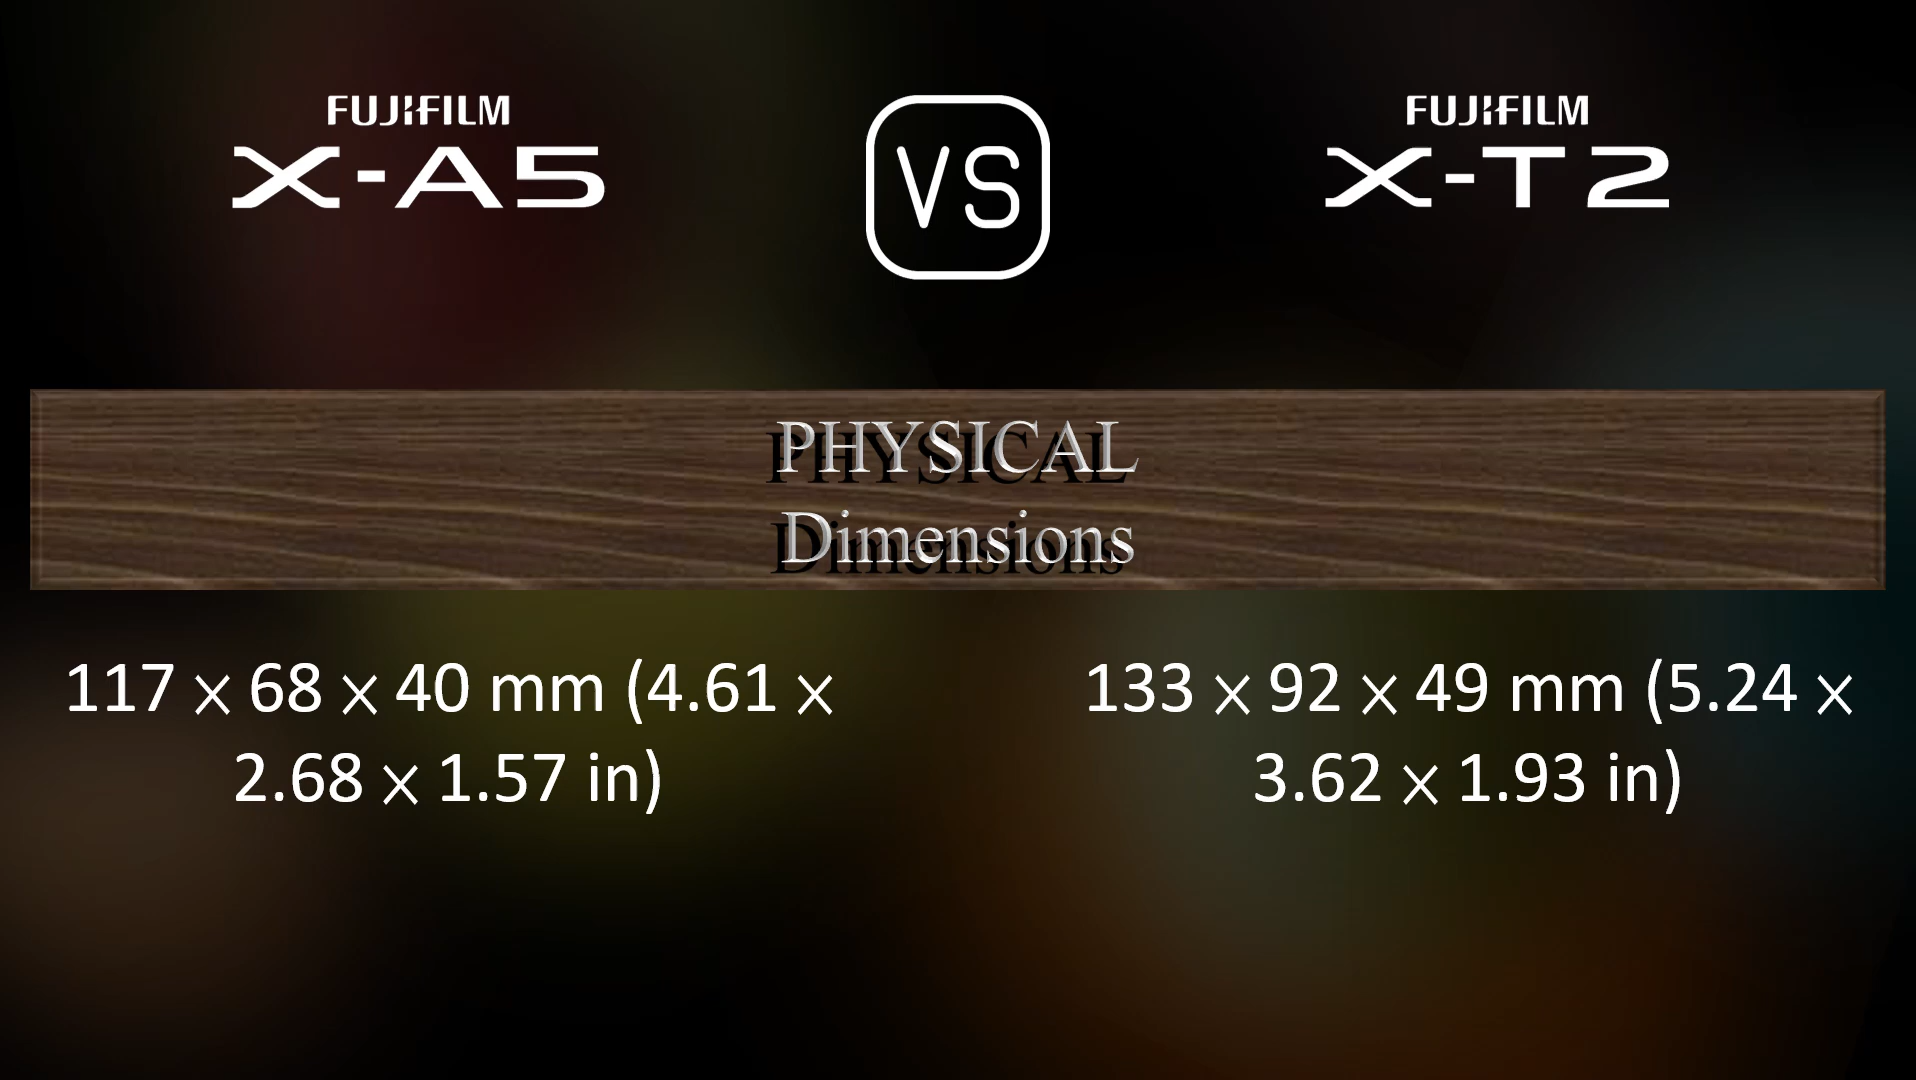 FUJIFILM
X-A5
VS
FUJIFILM
X-T2
PHYSICAL
Dimensions
117 x 68 x 40 mm (4.61 x
2.68 x 1.57 in)
133 x 92 x 49 mm (5.24 x
3.62 x 1.93 in)